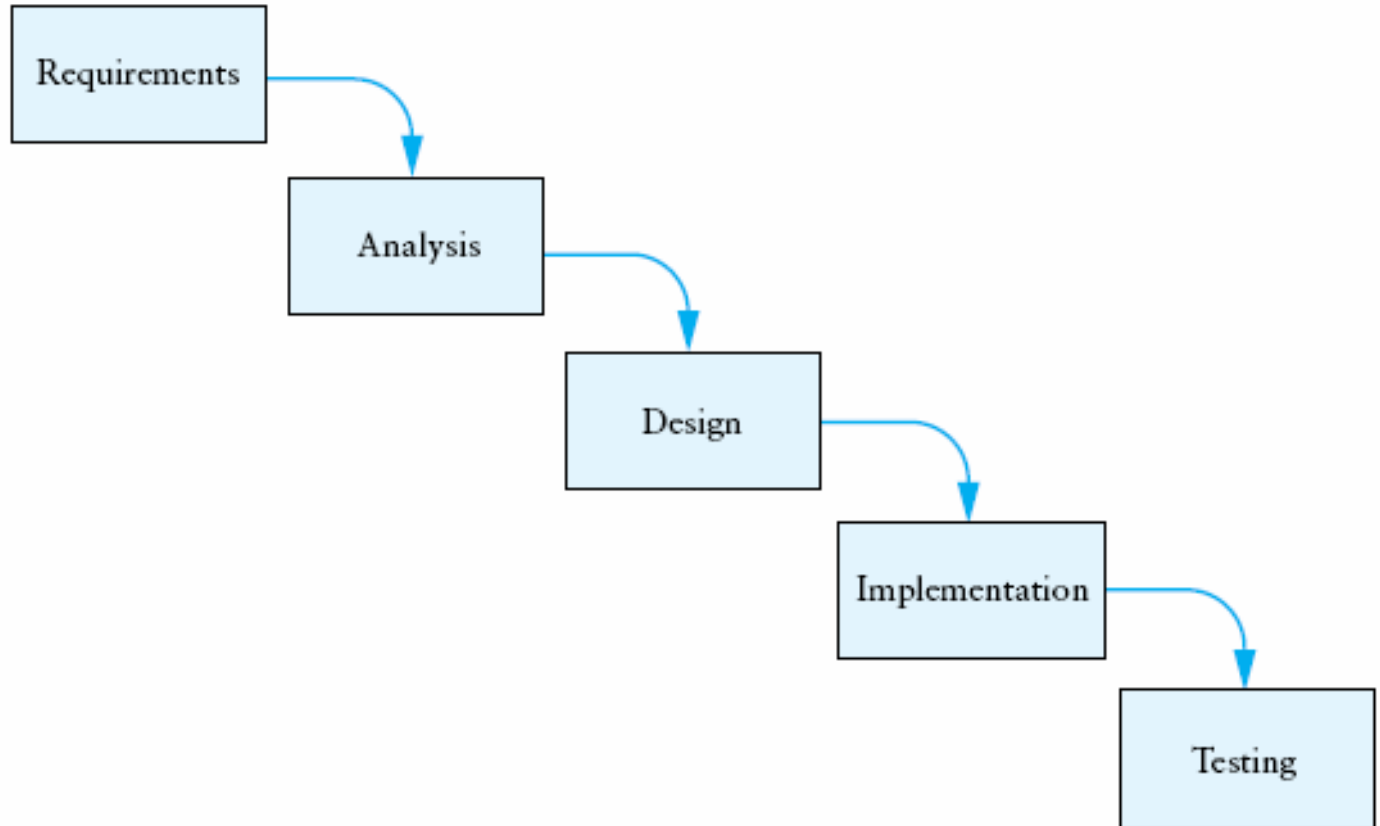 Requirements
Analysis
Design
Implementation
Testing